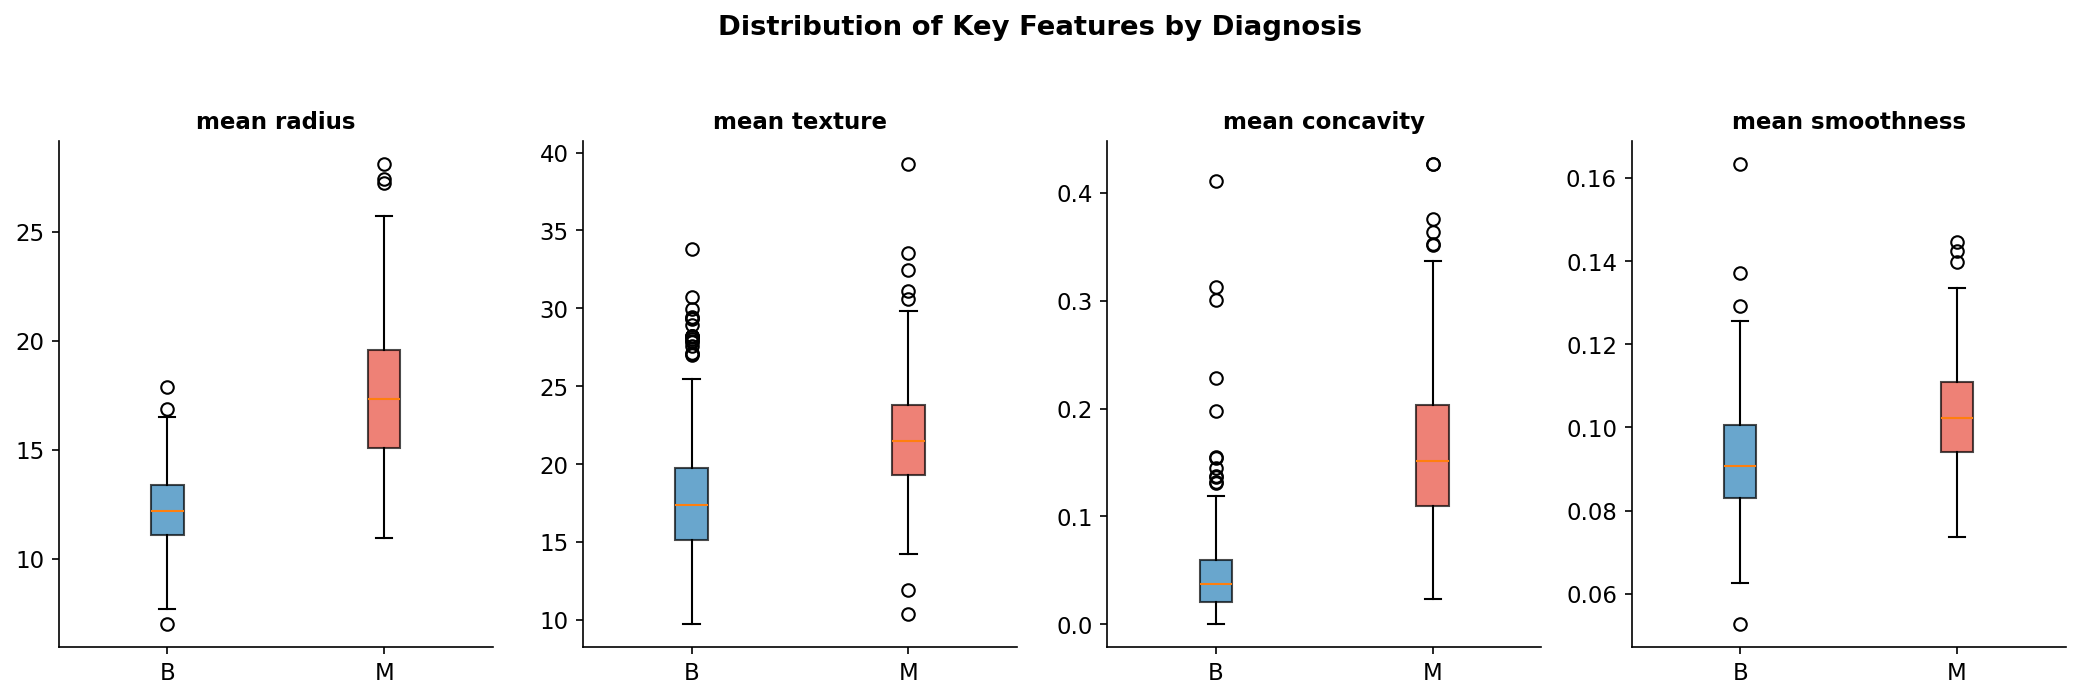 Distribution of Key Features by Diagnosis
mean radius
25
20
15
10
B M
mean texture
40
35
30
25
20
15
10
B M
mean concavity
0.4
0.3
0.2
0.1
0.0
B M
mean smoothness
0.16
0.14
0.12
0.10
0.08
0.06
B M